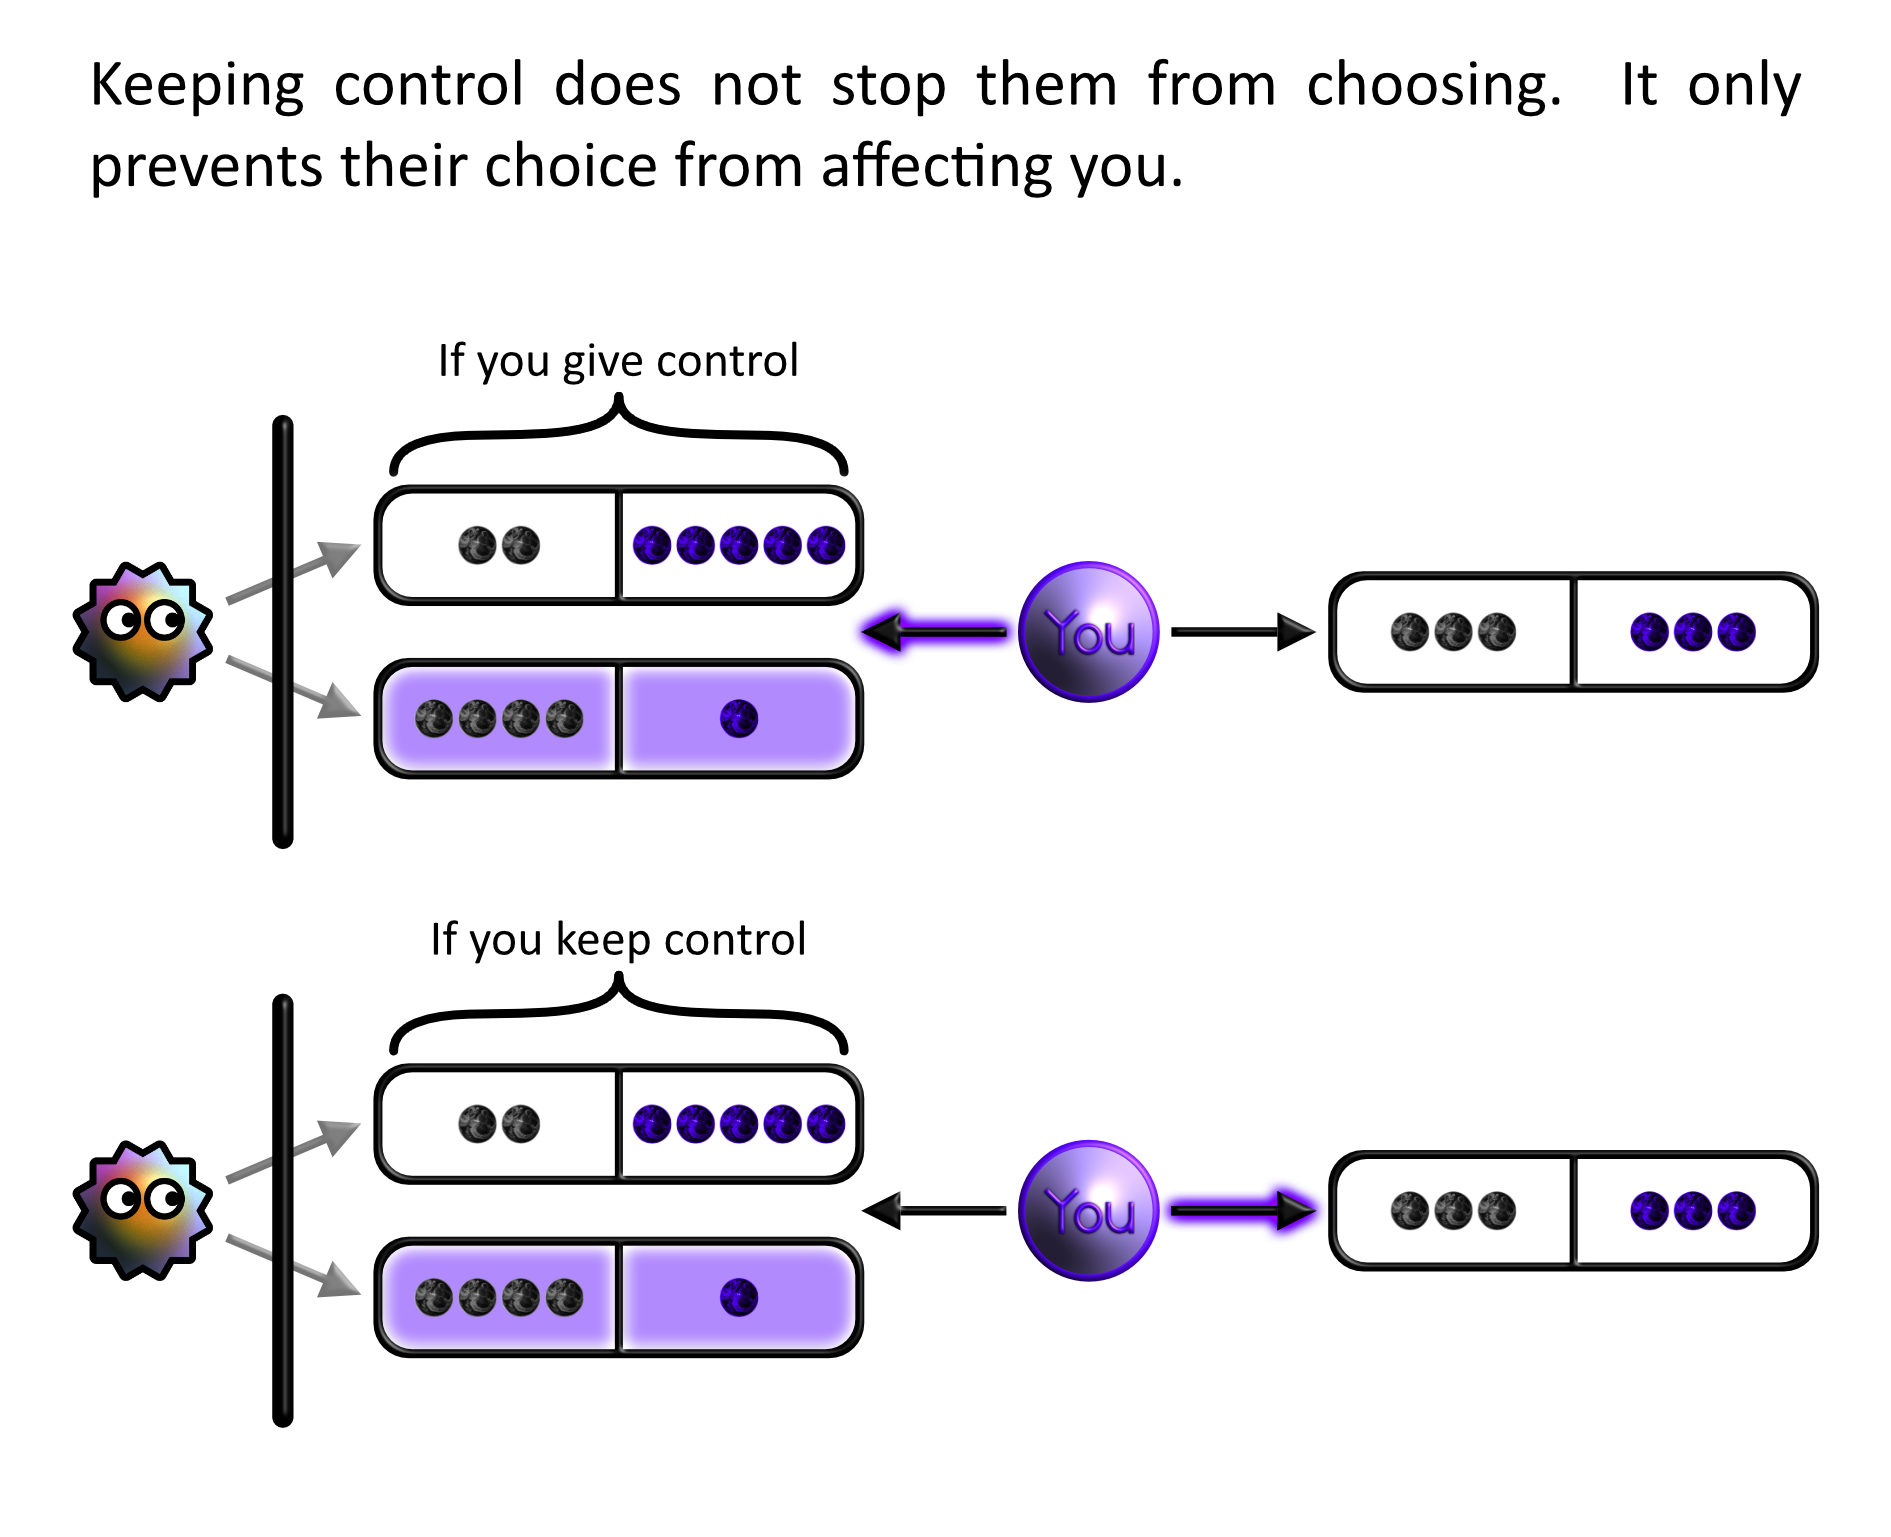 Keeping control does not stop them from choosing. It only
prevents their choice from affecting you.
If you give control
You
If you keep control
You